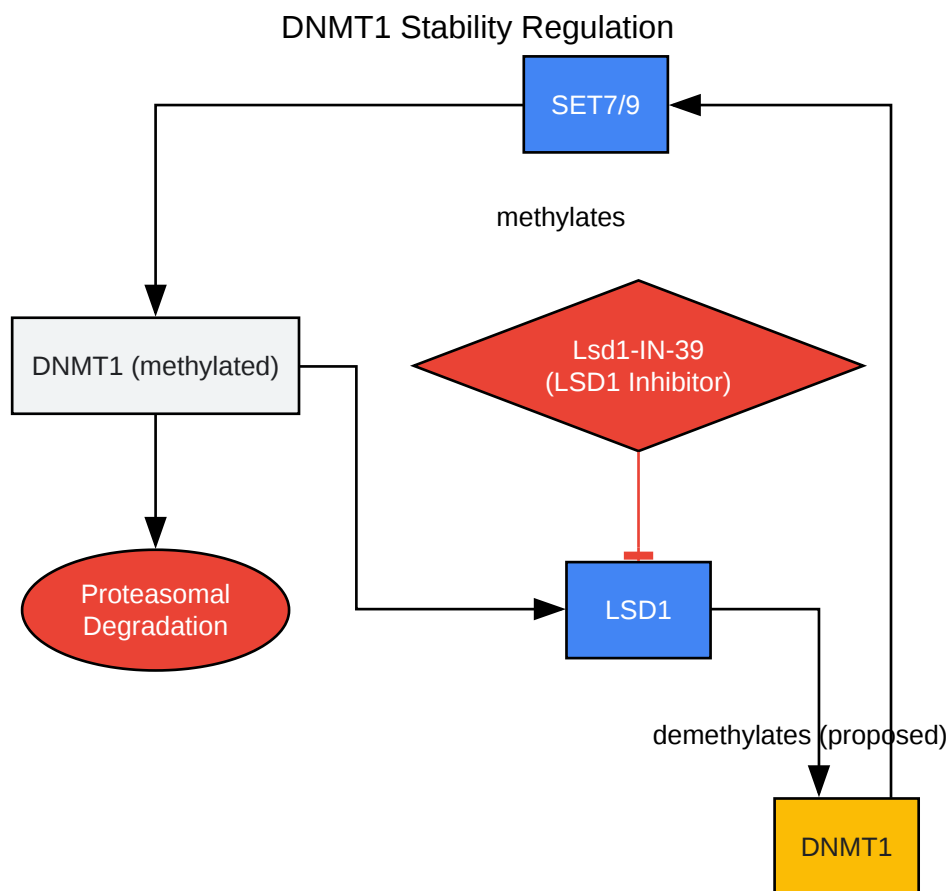 DNMT1 Stability Regulation
SET7/9
methylates
Lsd1-IN-39
(LSD1 Inhibitor)
DNMT1 (methylated)
Proteasomal
Degradation
LSD1
demethylates (proposed)
DNMT1